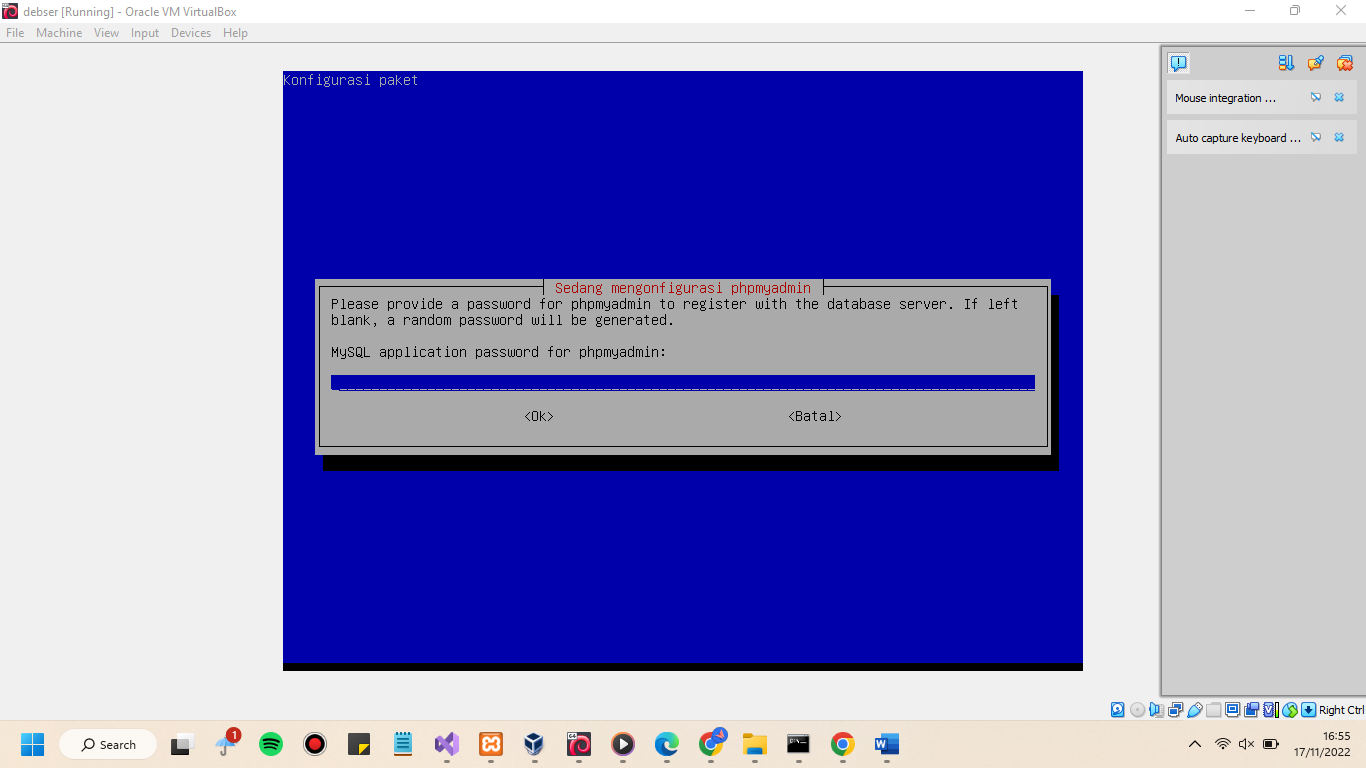 debser [Running] - Oracle VM VirtualBox
File Machine View Input Devices Help
Konfigurasi paket
Mouse integration ...
Auto capture keyboard ...
Sedang mengonfigurasi phpmyadmin
Please provide a password for phpmyadmin to register with the database server. If left
blank, a random password will be generated.
MySQL application password for phpmyadmin:
<Ok> <Batal>
Right Ctrl
1
Search
16:55
17/11/2022